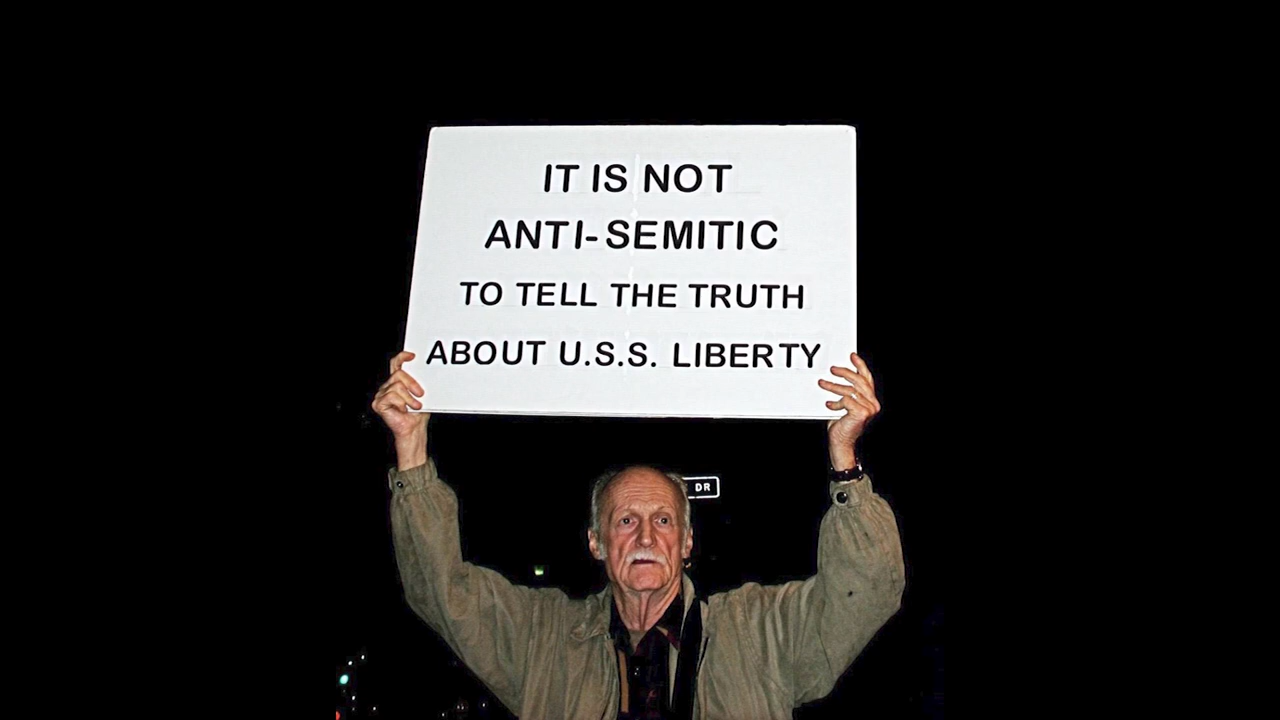 IT IS NOT
ANTI-SEMITIC
TO TELL THE TRUTH
ABOUT U.S.S. LIBERTY
DR